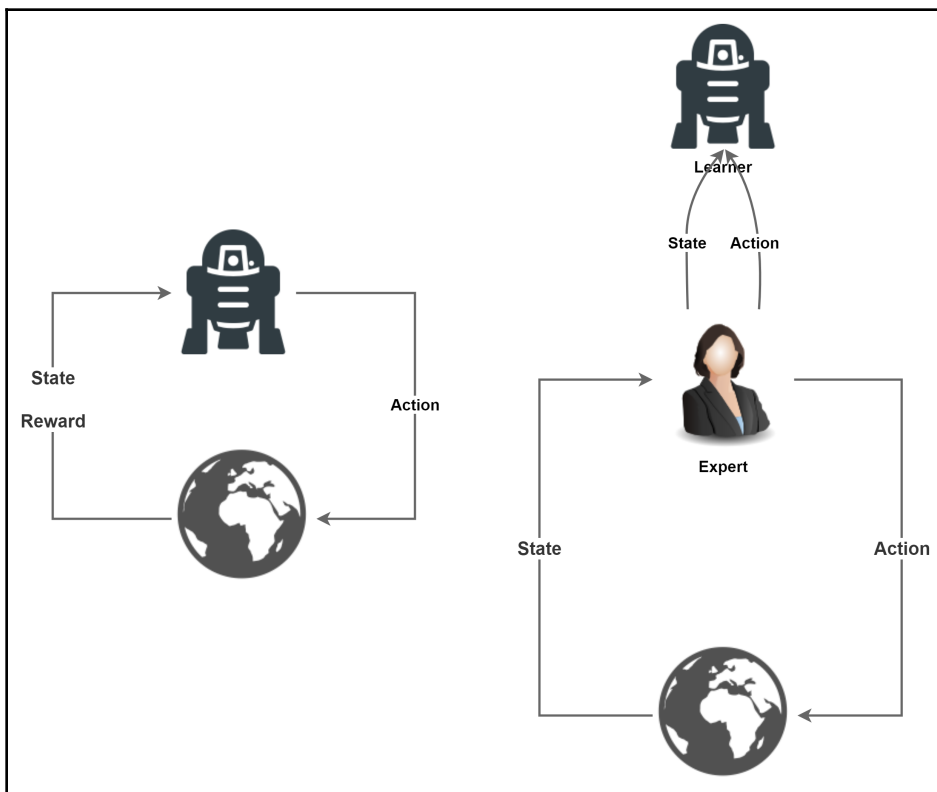 State
Reward
Action
Learner
State
Action
Expert
State
Action